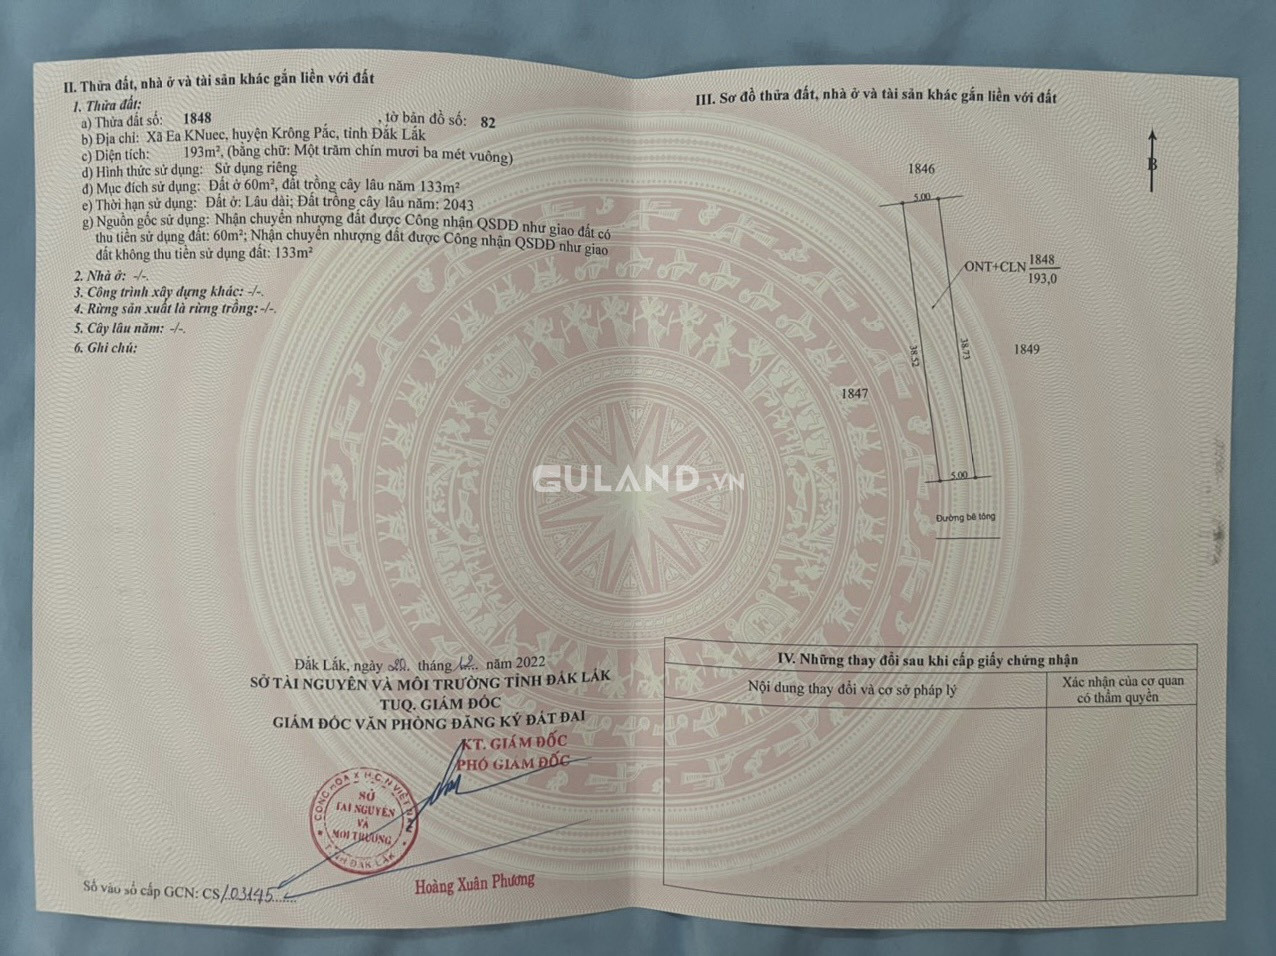 II. Thửa đất, nhà ở và tài sản khác gắn liền với đất
1. Thửa đất:
a) Thửa đất số: 1848 , tờ bản đồ số: 82
b) Địa chỉ: Xã Ea KNuec, huyện Krông Pắc, tỉnh Đắk Lắk
c) Diện tích: 193m², (bằng chữ: Một trăm chín mươi ba mét vuông)
d) Hình thức sử dụng: Sử dụng riêng
đ) Mục đích sử dụng: Đất ở 60m², đất trồng cây lâu năm 133m²
e) Thời hạn sử dụng: Đất ở: Lâu dài; Đất trồng cây lâu năm: 2043
g) Nguồn gốc sử dụng: Nhận chuyển nhượng đất được Công nhận QSDĐ như giao đất có
thu tiền sử dụng đất: 60m²; Nhận chuyển nhượng đất được Công nhận QSDĐ như giao
đất không thu tiền sử dụng đất: 133m²
2. Nhà ở: -/-.
3. Công trình xây dựng khác: -/-.
4. Rừng sản xuất là rừng trồng: -/-.
5. Cây lâu năm: -/-.
6. Ghi chú:
Đắk Lắk, ngày 20 tháng 12 năm 2022
SỞ TÀI NGUYÊN VÀ MÔI TRƯỜNG TỈNH ĐẮK LẮK
TUQ. GIÁM ĐỐC
GIÁM ĐỐC VĂN PHÒNG ĐĂNG KÝ ĐẤT ĐAI
KT. GIÁM ĐỐC
PHÓ GIÁM ĐỐC
CỘNG HÒA X.H.C.N VIỆT NAM
SỞ
TÀI NGUYÊN
VÀ
MÔI TRƯỜNG
TỈNH ĐẮK LẮK
Hoàng Xuân Phương
Số vào sổ cấp GCN: CS/03145
GULAND.VN
III. Sơ đồ thửa đất, nhà ở và tài sản khác gắn liền với đất
B
1846
5.00
ONT+CLN 1848
193,0
38.52
38.73
1849
1847
5.00
Đường bê tông
IV. Những thay đổi sau khi cấp giấy chứng nhận
Nội dung thay đổi và cơ sở pháp lý
Xác nhận của cơ quan
có thẩm quyền